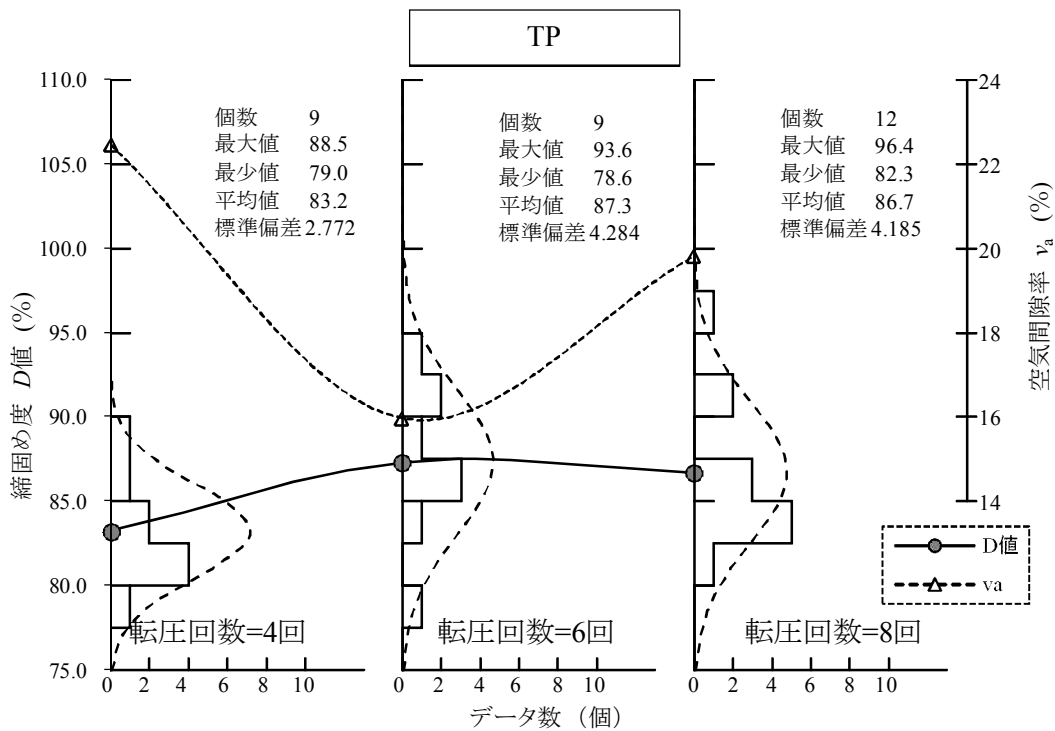 TP
締固め度 D値 (%)
110.0
105.0
100.0
95.0
90.0
85.0
80.0
75.0
個数 9
最大値 88.5
最少値 79.0
平均値 83.2
標準偏差 2.772
個数 9
最大値 93.6
最少値 78.6
平均値 87.3
標準偏差 4.284
個数 12
最大値 96.4
最少値 82.3
平均値 86.7
標準偏差 4.185
24
22
20
18
16
14
空気間隙率 va (%)
D値
va
転圧回数=4回
転圧回数=6回
転圧回数=8回
0 2 4 6 8 10
0 2 4 6 8 10
0 2 4 6 8 10
データ数（個）